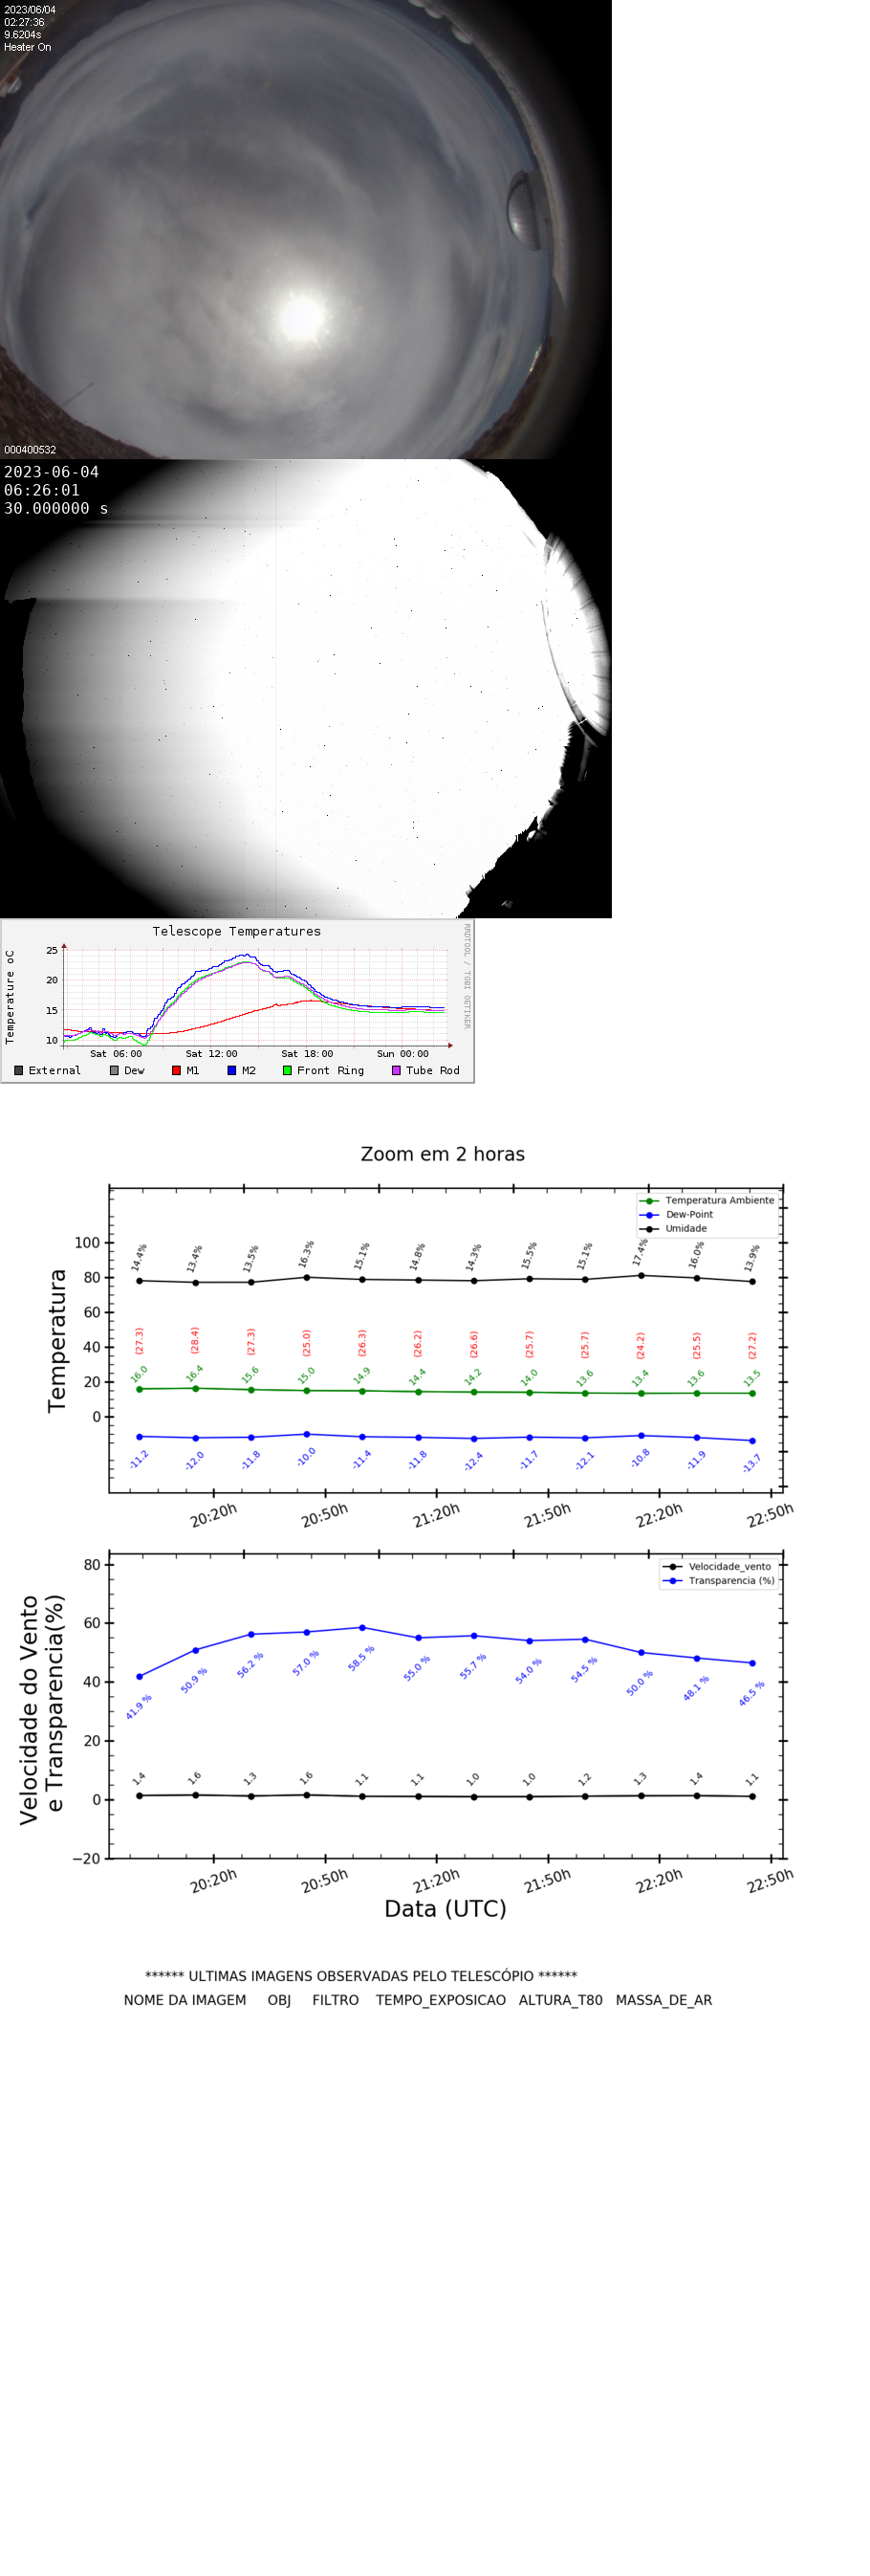 2023/06/04
02:27:36
9.6204s
Heater On
000400532
2023-06-04
06:26:01
30.000000 s
Telescope Temperatures
RRDTOOL / TOBI OETIKER
Temperature oC
25
20
15
10
Sat 06:00 Sat 12:00 Sat 18:00 Sun 00:00
External Dew M1 M2 Front Ring Tube Rod
Zoom em 2 horas
Temperatura Ambiente
Dew-Point
Umidade
Temperatura
100
80
60
40
20
0
14.4% 13.4% 13.5% 16.3% 15.1% 14.8% 14.3% 15.5% 15.1% 17.4% 16.0% 13.9%
(27.3) (28.4) (27.3) (25.0) (26.3) (26.2) (26.6) (25.7) (25.7) (24.2) (25.5) (27.2)
16.0 16.4 15.6 15.0 14.9 14.4 14.2 14.0 13.6 13.4 13.6 13.5
-11.2 -12.0 -11.8 -10.0 -11.4 -11.8 -12.4 -11.7 -12.1 -10.8 -11.9 -13.7
20:20h 20:50h 21:20h 21:50h 22:20h 22:50h
Velocidade_vento
Transparencia (%)
Velocidade do Vento
e Transparencia(%)
80
60
40
20
0
−20
41.9 % 50.9 % 56.2 % 57.0 % 58.5 % 55.0 % 55.7 % 54.0 % 54.5 % 50.0 % 48.1 % 46.5 %
1.4 1.6 1.3 1.6 1.1 1.1 1.0 1.0 1.2 1.3 1.4 1.1
20:20h 20:50h 21:20h 21:50h 22:20h 22:50h
Data (UTC)
****** ULTIMAS IMAGENS OBSERVADAS PELO TELESCÓPIO ******
NOME DA IMAGEM OBJ FILTRO TEMPO_EXPOSICAO ALTURA_T80 MASSA_DE_AR